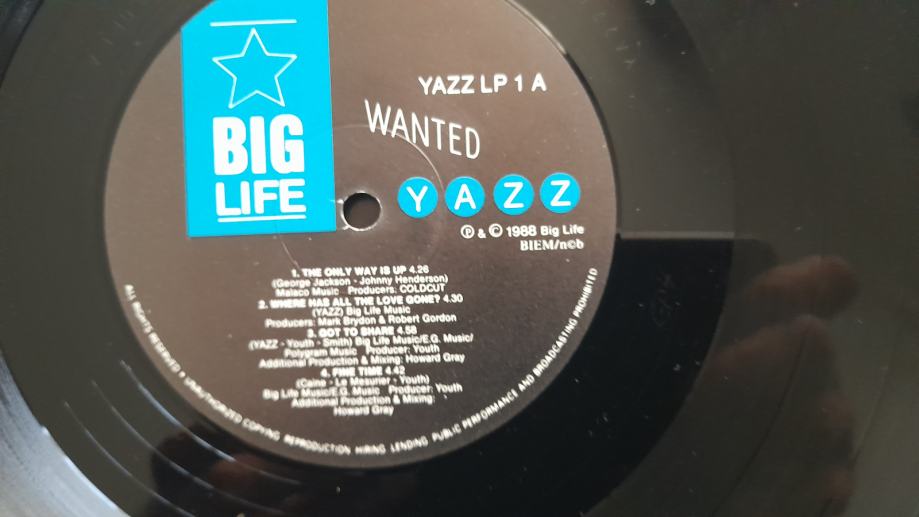 BIG
LIFE
YAZZ LP 1 A
WANTED
YAZZ
℗ & © 1988 Big Life
BIEM/n©b
1. THE ONLY WAY IS UP 4.26
(George Jackson - Johnny Henderson)
Malaco Music Producers: COLDCUT
2. WHERE HAS ALL THE LOVE GONE? 4.30
(YAZZ) Big Life Music
Producers: Mark Brydon & Robert Gordon
3. GOT TO SHARE 4.58
(YAZZ - Youth - Smith) Big Life Music/E.G. Music/
Polygram Music Producer: Youth
Additional Production & Mixing: Howard Gray
4. FINE TIME 4.42
(Caine - Le Mesurier - Youth)
Big Life Music/E.G. Music Producer: Youth
Additional Production & Mixing:
Howard Gray
ALL RIGHTS RESERVED • UNAUTHORIZED COPYING REPRODUCTION HIRING LENDING PUBLIC PERFORMANCE AND BROADCASTING PROHIBITED